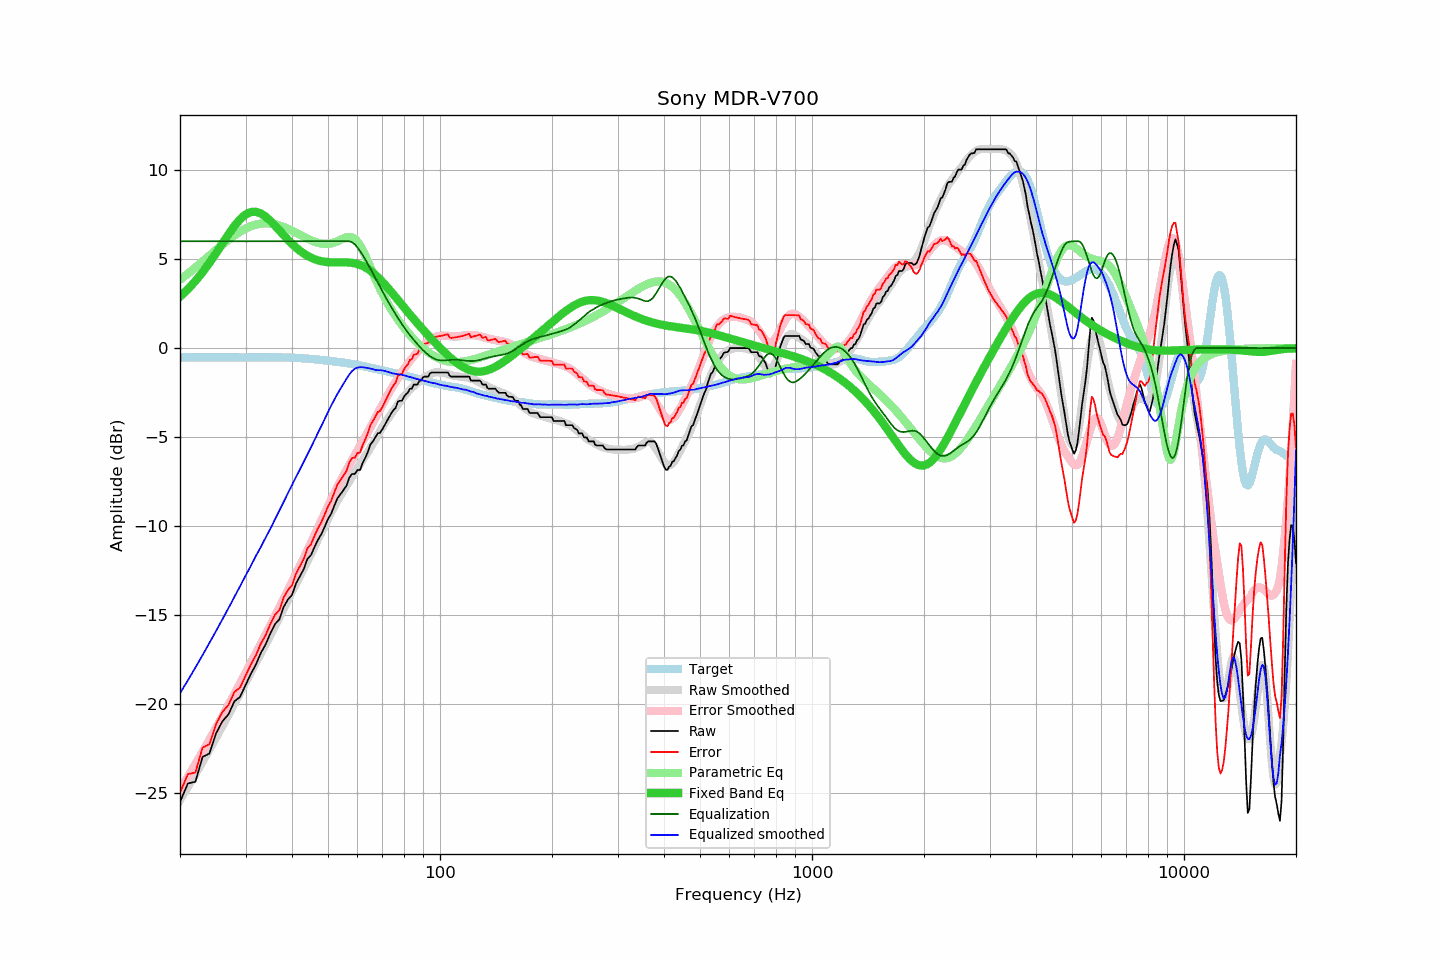 Sony MDR-V700
10
5
0
−5
−10
−15
−20
−25
Amplitude (dBr)
Target
Raw Smoothed
Error Smoothed
Raw
Error
Parametric Eq
Fixed Band Eq
Equalization
Equalized smoothed
100 1000 10000
Frequency (Hz)